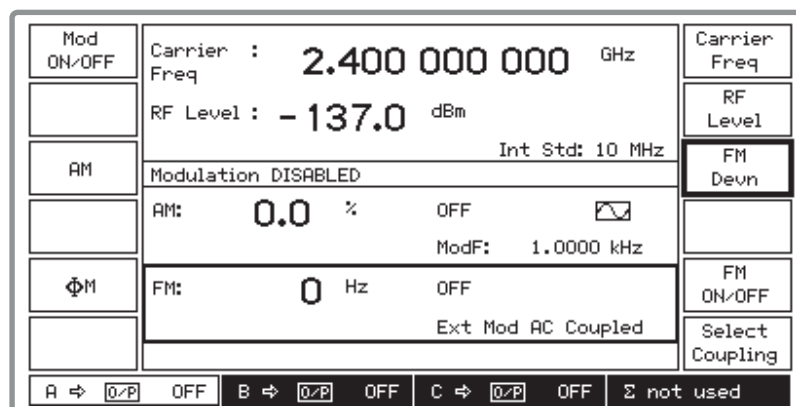 Mod
ON/OFF
AM
ΦM
Carrier : 2.400 000 000 GHz
Freq
RF Level : -137.0 dBm
Int Std: 10 MHz
Modulation DISABLED
AM: 0.0 % OFF
ModF: 1.0000 kHz
FM: 0 Hz OFF
Ext Mod AC Coupled
Carrier
Freq
RF
Level
FM
Devn
FM
ON/OFF
Select
Coupling
A ⇨ O/P OFF B ⇨ O/P OFF C ⇨ O/P OFF Σ not used